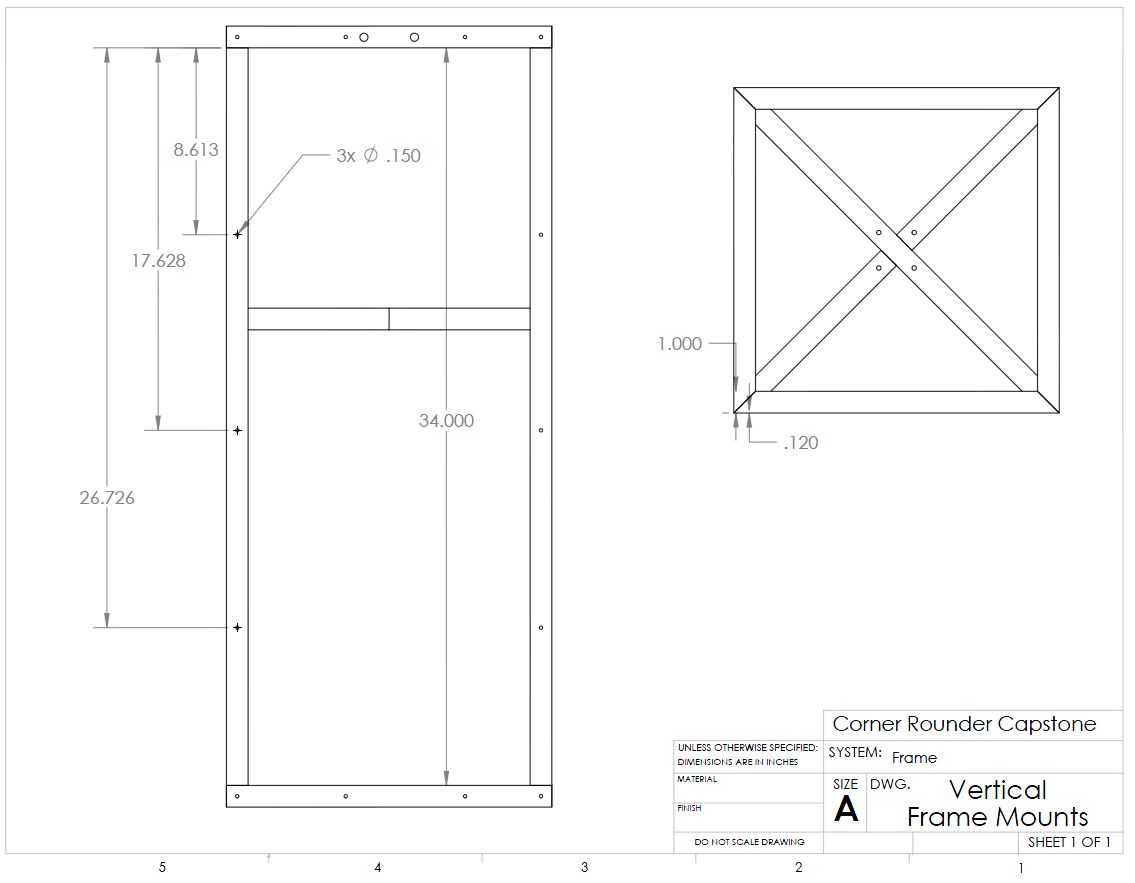 8.613
3x ∅ .150
17.628
1.000
34.000
.120
26.726
Corner Rounder Capstone
UNLESS OTHERWISE SPECIFIED:
DIMENSIONS ARE IN INCHES
SYSTEM: Frame
MATERIAL
SIZE
A
DWG.
Vertical
Frame Mounts
FINISH
DO NOT SCALE DRAWING
SHEET 1 OF 1
5 4 3 2 1